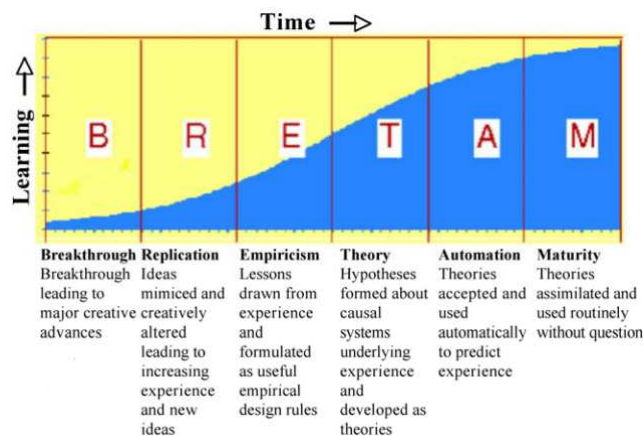 Time
Learning
B R E T A M
Breakthrough
Breakthrough
leading to
major creative
advances
Replication
Ideas
mimiced and
creatively
altered
leading to
increasing
experience
and new
ideas
Empiricism
Lessons
drawn from
experience
and
formulated
as useful
empirical
design rules
Theory
Hypotheses
formed about
causal
systems
underlying
experience
and
developed as
theories
Automation
Theories
accepted and
used
automatically
to predict
experience
Maturity
Theories
assimilated and
used routinely
without question